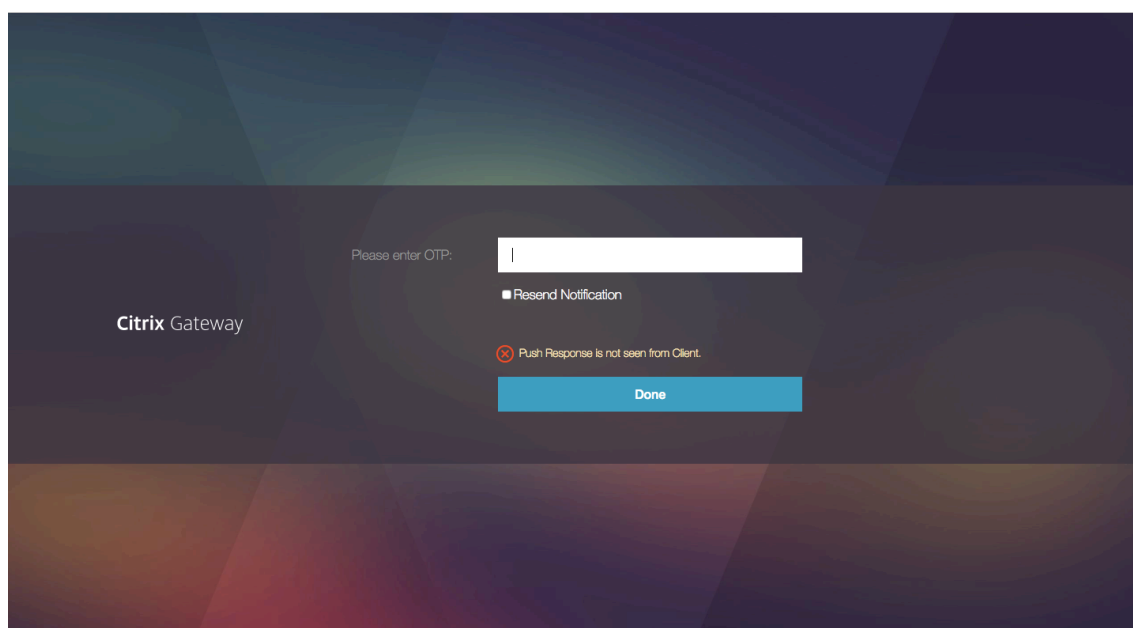 Please enter OTP:
Resend Notification
Citrix Gateway
Push Response is not seen from Client.
Done